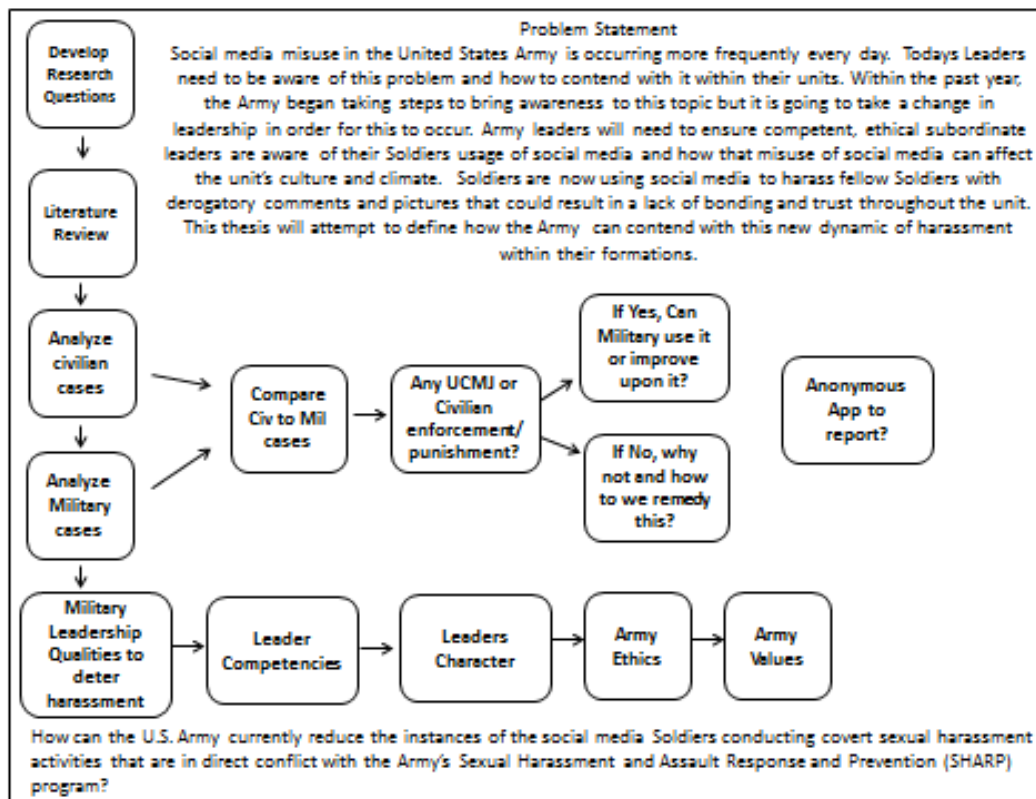 Problem Statement
Social media misuse in the United States Army is occurring more frequently every day. Todays Leaders
need to be aware of this problem and how to contend with it within their units. Within the past year,
the Army began taking steps to bring awareness to this topic but it is going to take a change in
leadership in order for this to occur. Army leaders will need to ensure competent, ethical subordinate
leaders are aware of their Soldiers usage of social media and how that misuse of social media can affect
the unit's culture and climate. Soldiers are now using social media to harass fellow Soldiers with
derogatory comments and pictures that could result in a lack of bonding and trust throughout the unit.
This thesis will attempt to define how the Army can contend with this new dynamic of harassment
within their formations.
Develop
Research
Questions
Literature
Review
Analyze
civilian
cases
Analyze
Military
cases
Compare
Civ to Mil
cases
Any UCMJ or
Civilian
enforcement/
punishment?
If Yes, Can
Military use it
or improve
upon it?
If No, why
not and how
to we remedy
this?
Anonymous
App to
report?
Military
Leadership
Qualities to
deter
harassment
Leader
Competencies
Leaders
Character
Army
Ethics
Army
Values
How can the U.S. Army currently reduce the instances of the social media Soldiers conducting covert sexual harassment
activities that are in direct conflict with the Army's Sexual Harassment and Assault Response and Prevention (SHARP)
program?